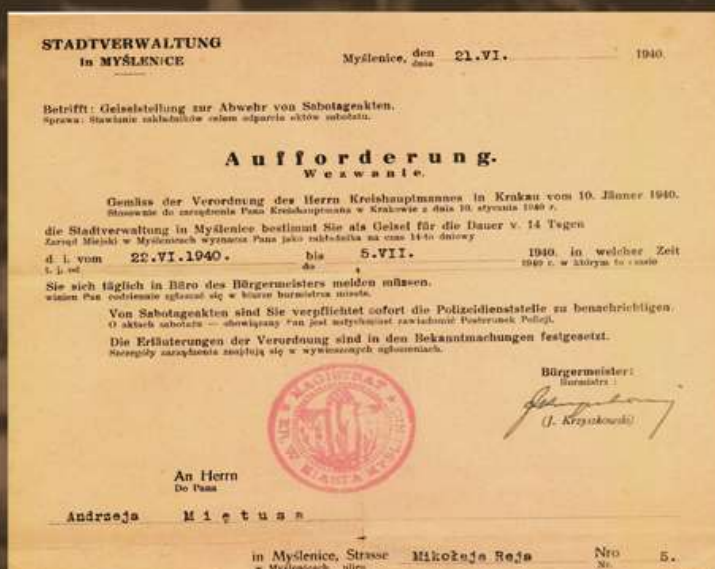 STADTVERWALTUNG
in MYŚLENICE
Myślenice, den 21.VI. 1940.
dnia
Betrifft: Geiselstellung zur Abwehr von Sabotageakten.
Sprawa: Stawianie zakładników celem odparcia aktów sabotażu.
Aufforderung.
Wezwanie.
Gemäss der Verordnung des Herrn Kreishauptmannes in Krakau vom 10. Jänner 1940.
Stosownie do zarządzenia Pana Kreishauptmana w Krakowie z dnia 10. stycznia 1940 r.
die Stadtverwaltung in Myślenice bestimmt Sie als Geisel für die Dauer v. 14 Tagen
Zarząd Miejski w Myślenicach wyznacza Pana jako zakładnika na czas 14-to dniowy
d i. vom 22.VI.1940. bis 5.VII. 1940. in welcher Zeit
t. j. od do 1940 r. w którym to czasie
Sie sich täglich in Büro des Bürgermeisters melden müssen.
winien Pan codziennie zgłaszać się w biurze burmistrza miasta.
Von Sabotageakten sind Sie verpflichtet sofort die Polizeidienststelle zu benachrichtigen.
O aktach sabotażu — obowiązany Pan jest natychmiast zawiadomić Posterunek Policji.
Die Erläuterungen der Verordnung sind in den Bekanntmachungen festgesetzt.
Szczegóły zarządzenia znajdują się w wywieszonych ogłoszeniach.
Bürgermeister:
Burmistrz:
(J. Krzyszkowski)
MAGISTRAT
An Herrn
Do Pana
Andrzeja Miętusa
in Myślenice, Strasse Mikołaja Reja Nro 5.
w Myślenicach, ulica Nr.